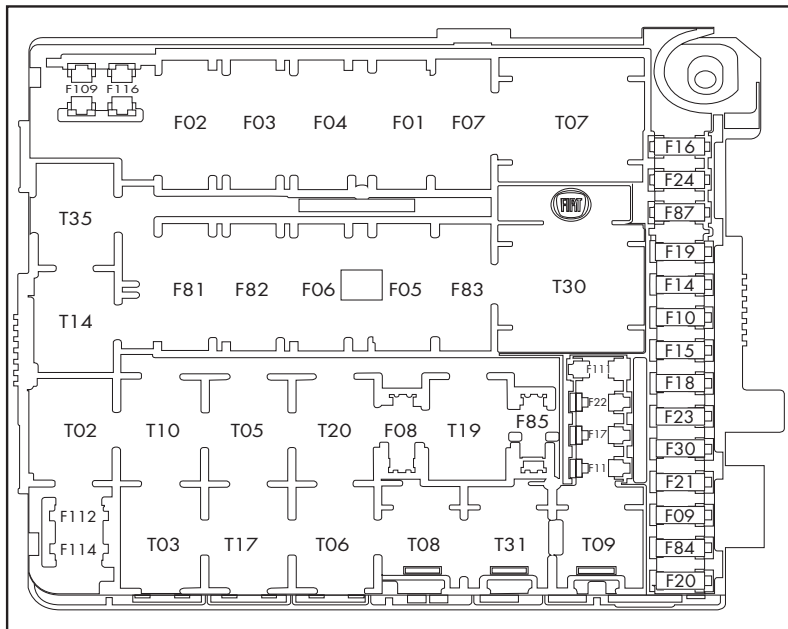 F109 F116
F02 F03 F04 F01 F07 T07
F16
F24
F87
FIAT
T35
F19
F81 F82 F06 F05 F83 T30
F14
T14
F10
F15
F111
F18
F22
F85
F23
T02 T10 T05 T20 F08 T19
F17
F30
F11
F21
F112
F09
F114
T03 T17 T06 T08 T31 T09
F84
F20